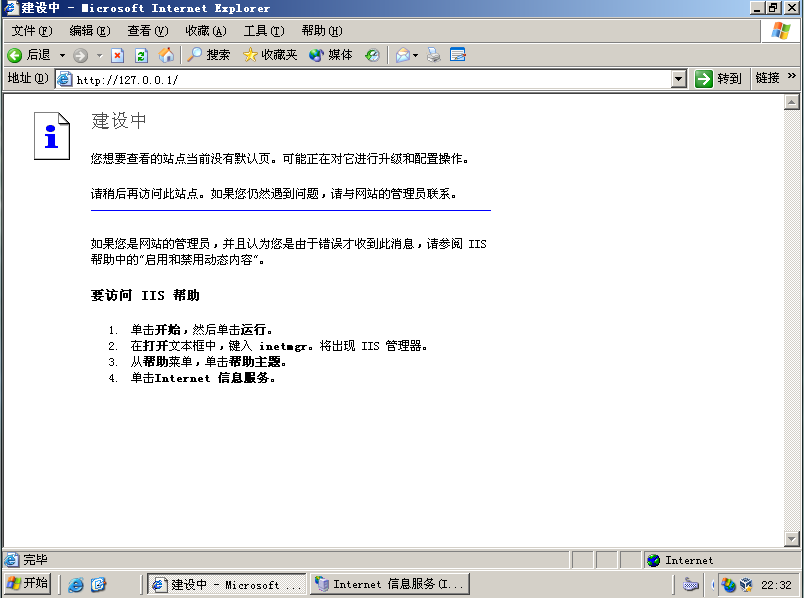 建设中 - Microsoft Internet Explorer
文件(F) 编辑(E) 查看(V) 收藏(A) 工具(T) 帮助(H)
后退 搜索 收藏夹 媒体
地址(D) http://127.0.0.1/ 转到 链接 »
建设中
您想要查看的站点当前没有默认页。可能正在对它进行升级和配置操作。
请稍后再访问此站点。如果您仍然遇到问题，请与网站的管理员联系。
如果您是网站的管理员，并且认为您是由于错误才收到此消息，请参阅 IIS
帮助中的“启用和禁用动态内容”。
要访问 IIS 帮助
1. 单击开始，然后单击运行。
2. 在打开文本框中，键入 inetmgr。将出现 IIS 管理器。
3. 从帮助菜单，单击帮助主题。
4. 单击Internet 信息服务。
完毕 Internet
开始 建设中 - Microsoft ... Internet 信息服务(I... 22:32